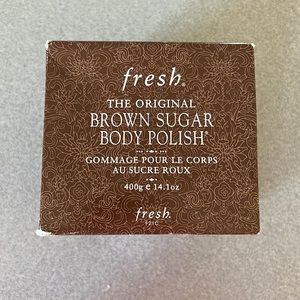 fresh®
THE ORIGINAL
BROWN SUGAR
BODY POLISH®
GOMMAGE POUR LE CORPS
AU SUCRE ROUX
400g e 14.1oz
fresh.